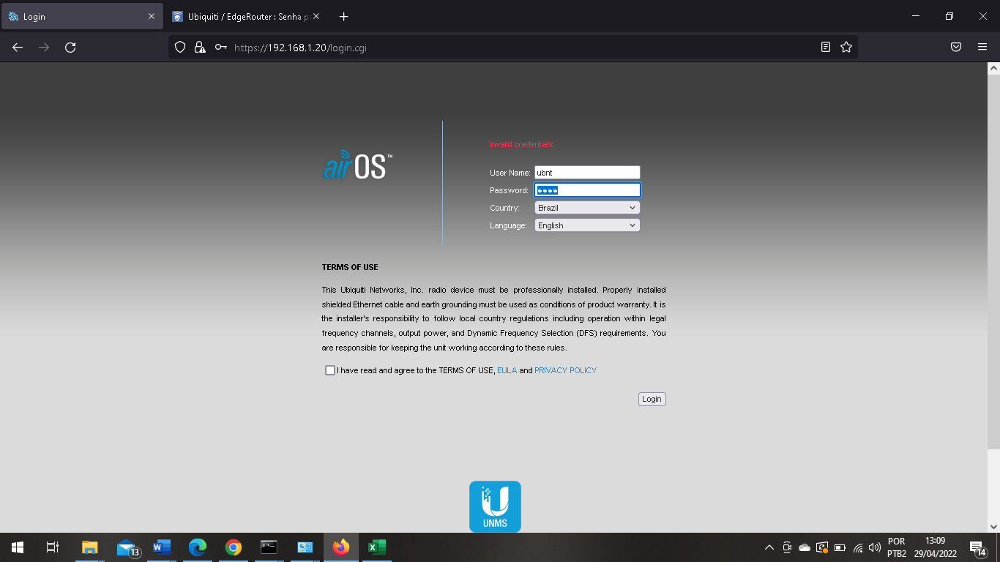 Login
Ubiquiti / EdgeRouter : Senha p
https://192.168.1.20/login.cgi
airOS™
Invalid credentials.
User Name: ubnt
Password: ••••
Country: Brazil
Language: English
TERMS OF USE
This Ubiquiti Networks, Inc. radio device must be professionally installed. Properly installed
shielded Ethernet cable and earth grounding must be used as conditions of product warranty. It is
the installer's responsibility to follow local country regulations including operation within legal
frequency channels, output power, and Dynamic Frequency Selection (DFS) requirements. You
are responsible for keeping the unit working according to these rules.
I have read and agree to the TERMS OF USE, EULA and PRIVACY POLICY
Login
U
UNMS
13
POR
PTB2
13:09
29/04/2022
14